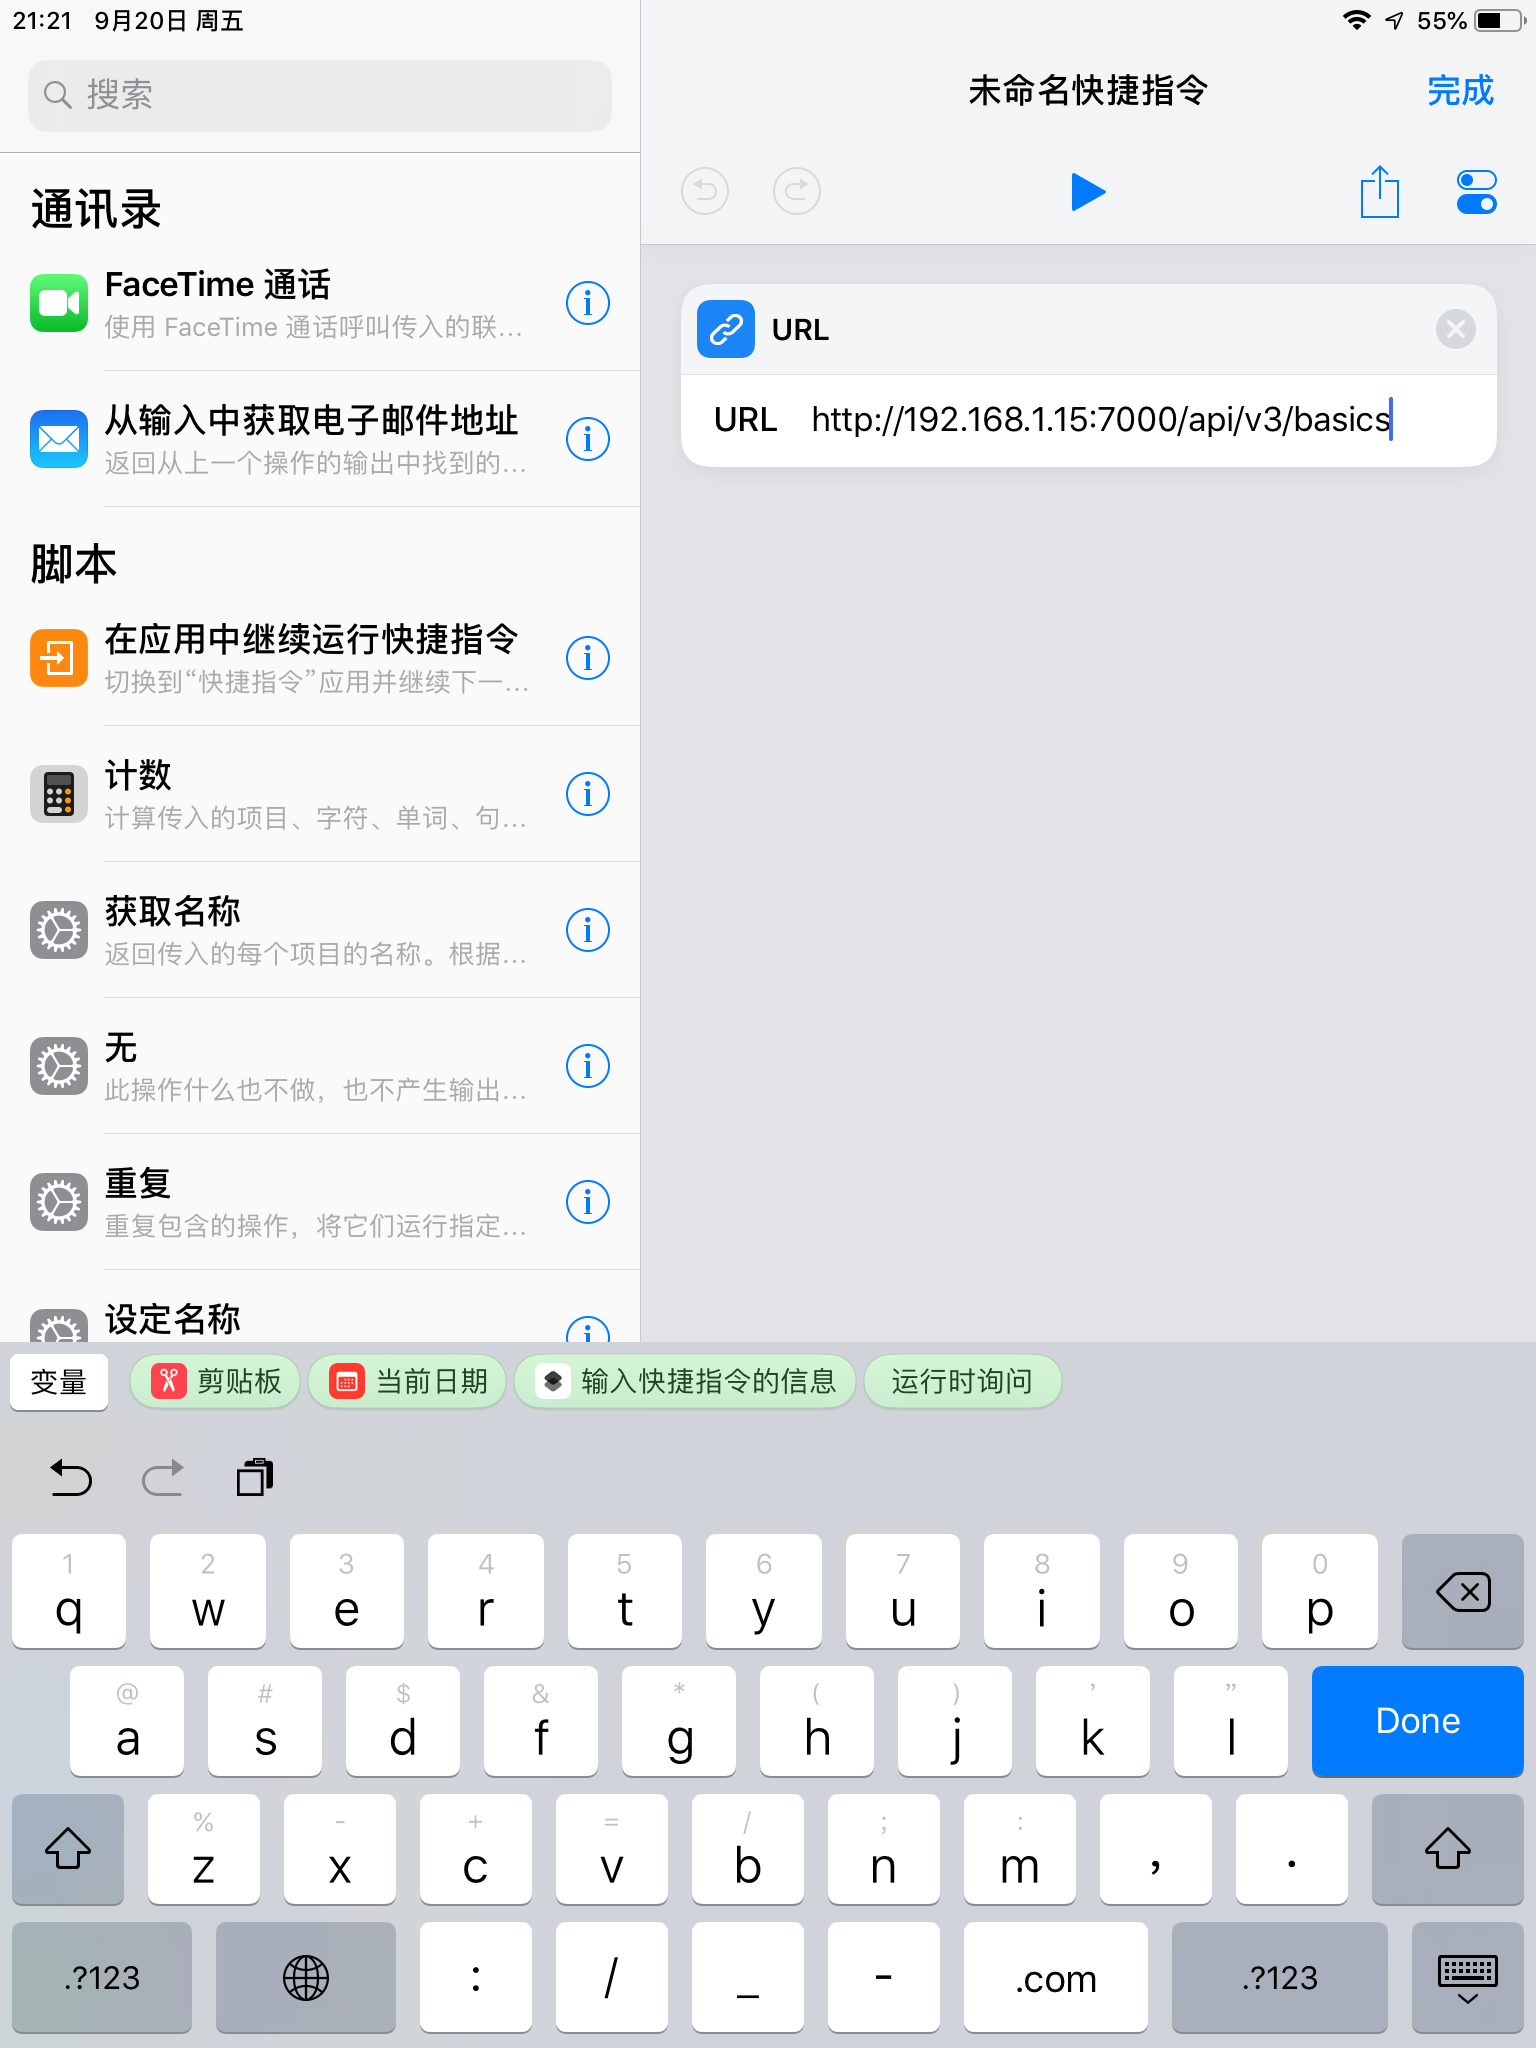 21:21 9月20日 周五
55%
搜索
未命名快捷指令
完成
通讯录
FaceTime 通话
使用 FaceTime 通话呼叫传入的联...
从输入中获取电子邮件地址
返回从上一个操作的输出中找到的...
脚本
在应用中继续运行快捷指令
切换到“快捷指令”应用并继续下一...
计数
计算传入的项目、字符、单词、句...
获取名称
返回传入的每个项目的名称。根据...
无
此操作什么也不做，也不产生输出...
重复
重复包含的操作，将它们运行指定...
设定名称
URL
URL http://192.168.1.15:7000/api/v3/basics
变量 剪贴板 当前日期 输入快捷指令的信息 运行时询问
1 2 3 4 5 6 7 8 9 0
q w e r t y u i o p
@ # $ & * ( ) ’ ”
a s d f g h j k l Done
% - + = / ; :
z x c v b n m , .
.?123 : / _ - .com .?123